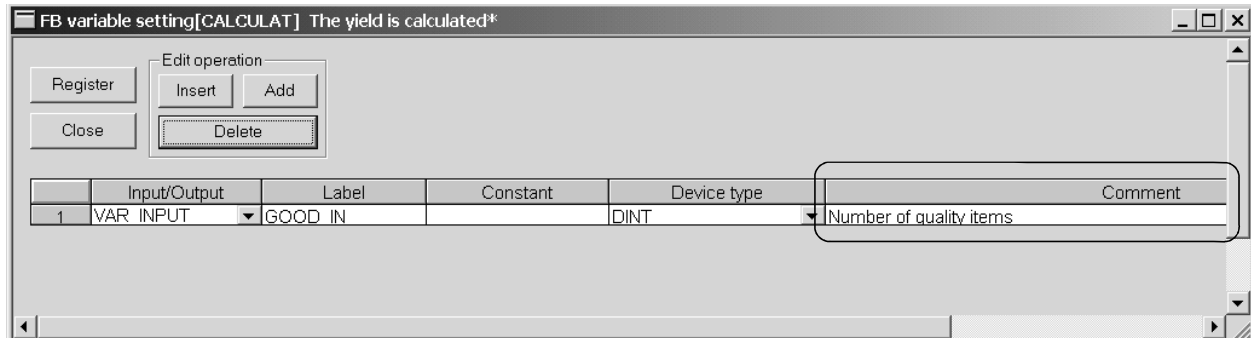 FB variable setting[CALCULAT] The yield is calculated*
Edit operation
Register Insert Add
Close Delete
Input/Output Label Constant Device type Comment
1 VAR_INPUT GOOD_IN DINT Number of quality items